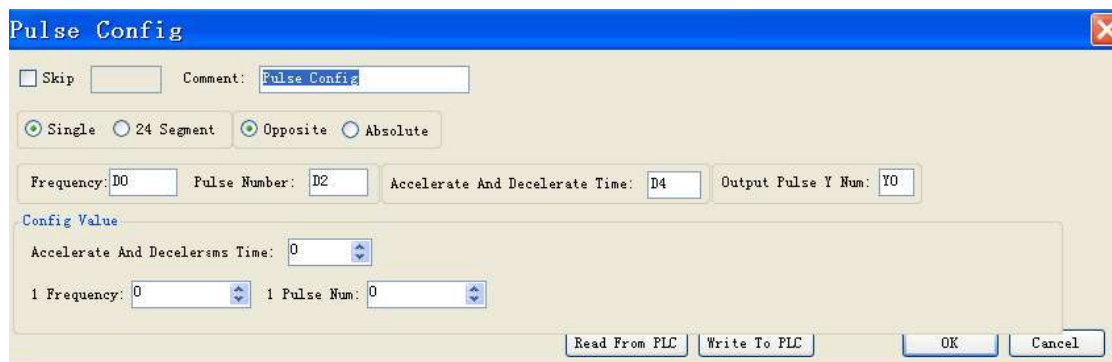 Pulse Config
Skip Comment: Pulse Config
Single 24 Segment Opposite Absolute
Frequency: D0 Pulse Number: D2 Accelerate And Decelerate Time: D4 Output Pulse Y Num: Y0
Config Value
Accelerate And Decelersms Time: 0
1 Frequency: 0 1 Pulse Num: 0
Read From PLC Write To PLC OK Cancel